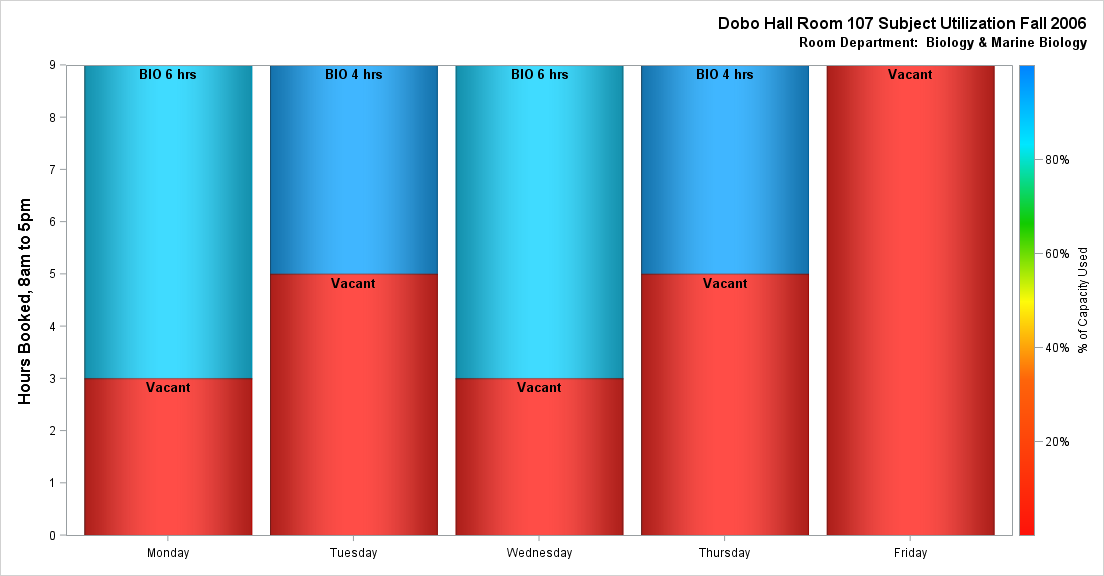 Dobo Hall Room 107 Subject Utilization Fall 2006
Room Department: Biology & Marine Biology
Hours Booked, 8am to 5pm
9
8
7
6
5
4
3
2
1
0
BIO 6 hrs
Vacant
BIO 4 hrs
Vacant
BIO 6 hrs
Vacant
BIO 4 hrs
Vacant
Vacant
Monday
Tuesday
Wednesday
Thursday
Friday
80%
60%
40%
20%
% of Capacity Used